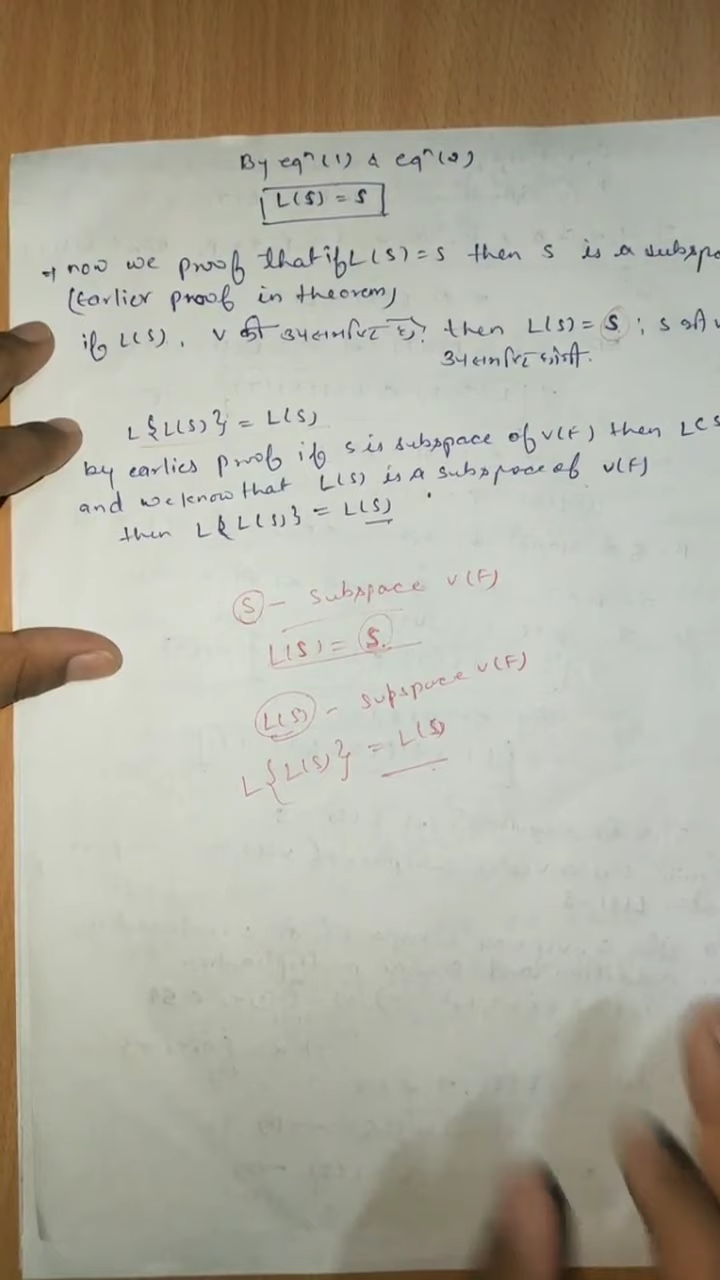 By eqⁿ(1) & eqⁿ(2)
L(S) = S
→ now we proof that if L(S) = S then S is a subspa
(Earlier proof in theorem)
if L(S), V की उपसमष्टि है। then L(S) = S ; S भी V
उपसमष्टि होगी.
L{L(S)} = L(S)
by earlier proof if S is subspace of V(F) then L(S
and we know that L(S) is a subspace of V(F)
then L{L(S)} = L(S)
S - subspace V(F)
L(S) = S.
L(S) - supspace V(F)
L{L(S)} = L(S)